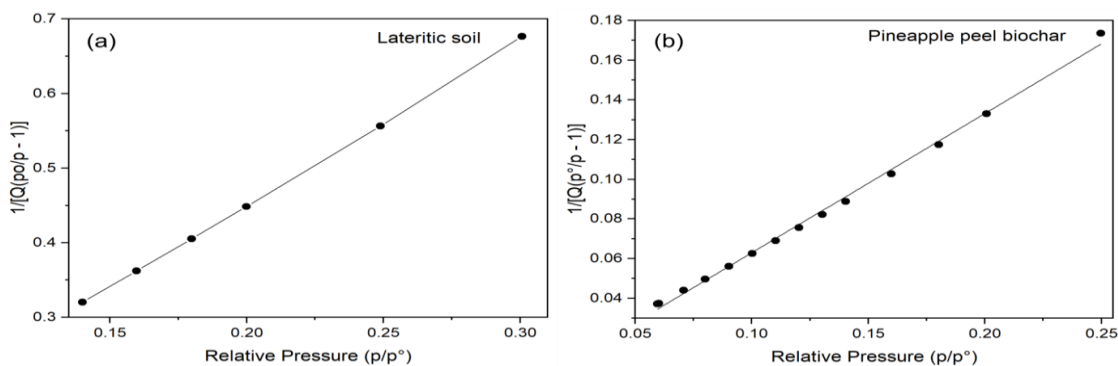 (a)
Lateritic soil
1/[Q(po/p - 1)]
0.7
0.6
0.5
0.4
0.3
0.15
0.20
0.25
0.30
Relative Pressure (p/p°)
(b)
Pineapple peel biochar
1/[Q(p°/p - 1)]
0.18
0.16
0.14
0.12
0.10
0.08
0.06
0.04
0.05
0.10
0.15
0.20
0.25
Relative Pressure (p/p°)